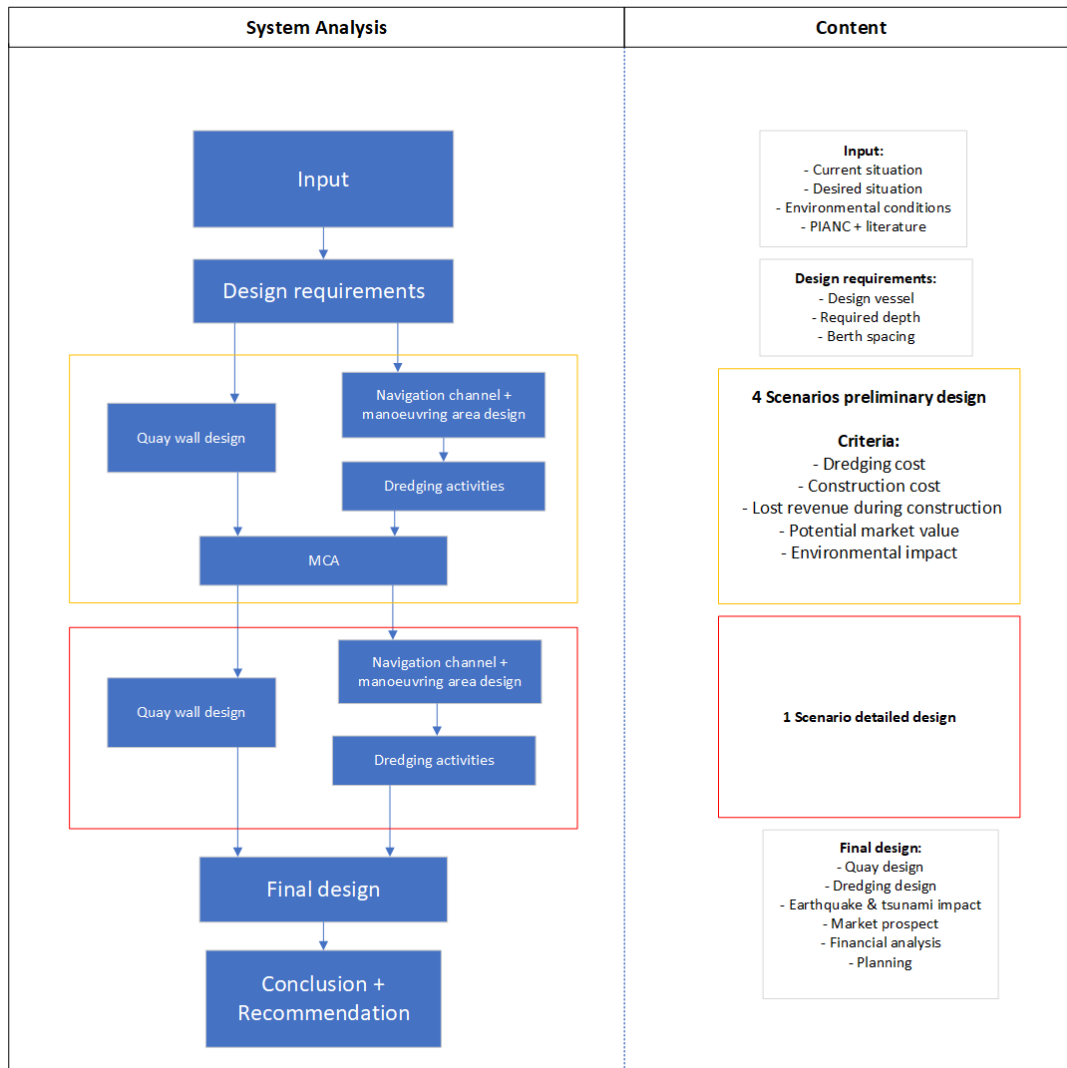 System Analysis
Content
Input
Design requirements
Quay wall design
Navigation channel +
manoeuvring area design
Dredging activities
MCA
Quay wall design
Navigation channel +
manoeuvring area design
Dredging activities
Final design
Conclusion +
Recommendation
Input:
- Current situation
- Desired situation
- Environmental conditions
- PIANC + literature
Design requirements:
- Design vessel
- Required depth
- Berth spacing
4 Scenarios preliminary design
Criteria:
- Dredging cost
- Construction cost
- Lost revenue during construction
- Potential market value
- Environmental impact
1 Scenario detailed design
Final design:
- Quay design
- Dredging design
- Earthquake & tsunami impact
- Market prospect
- Financial analysis
- Planning